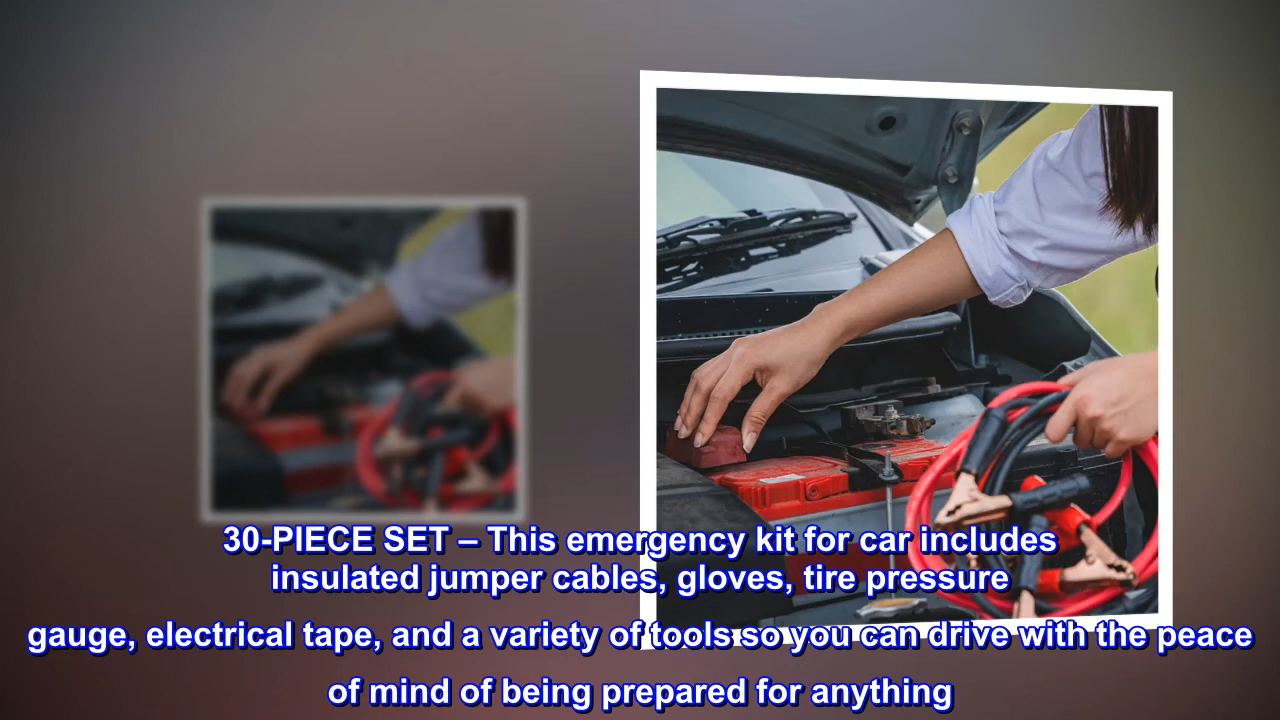 30-PIECE SET – This emergency kit for car includes
insulated jumper cables, gloves, tire pressure
gauge, electrical tape, and a variety of tools so you can drive with the peace
of mind of being prepared for anything